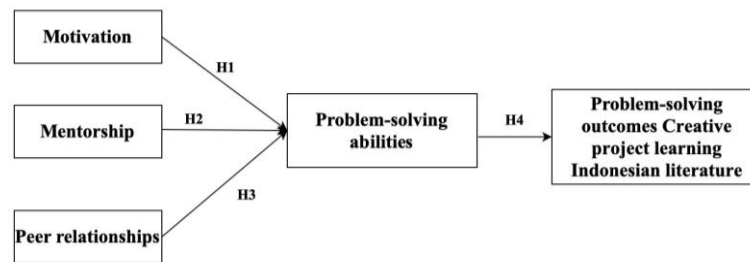 Motivation
H1
Mentorship
H2
Problem-solving
abilities
H4
Problem-solving
outcomes Creative
project learning
Indonesian literature
H3
Peer relationships